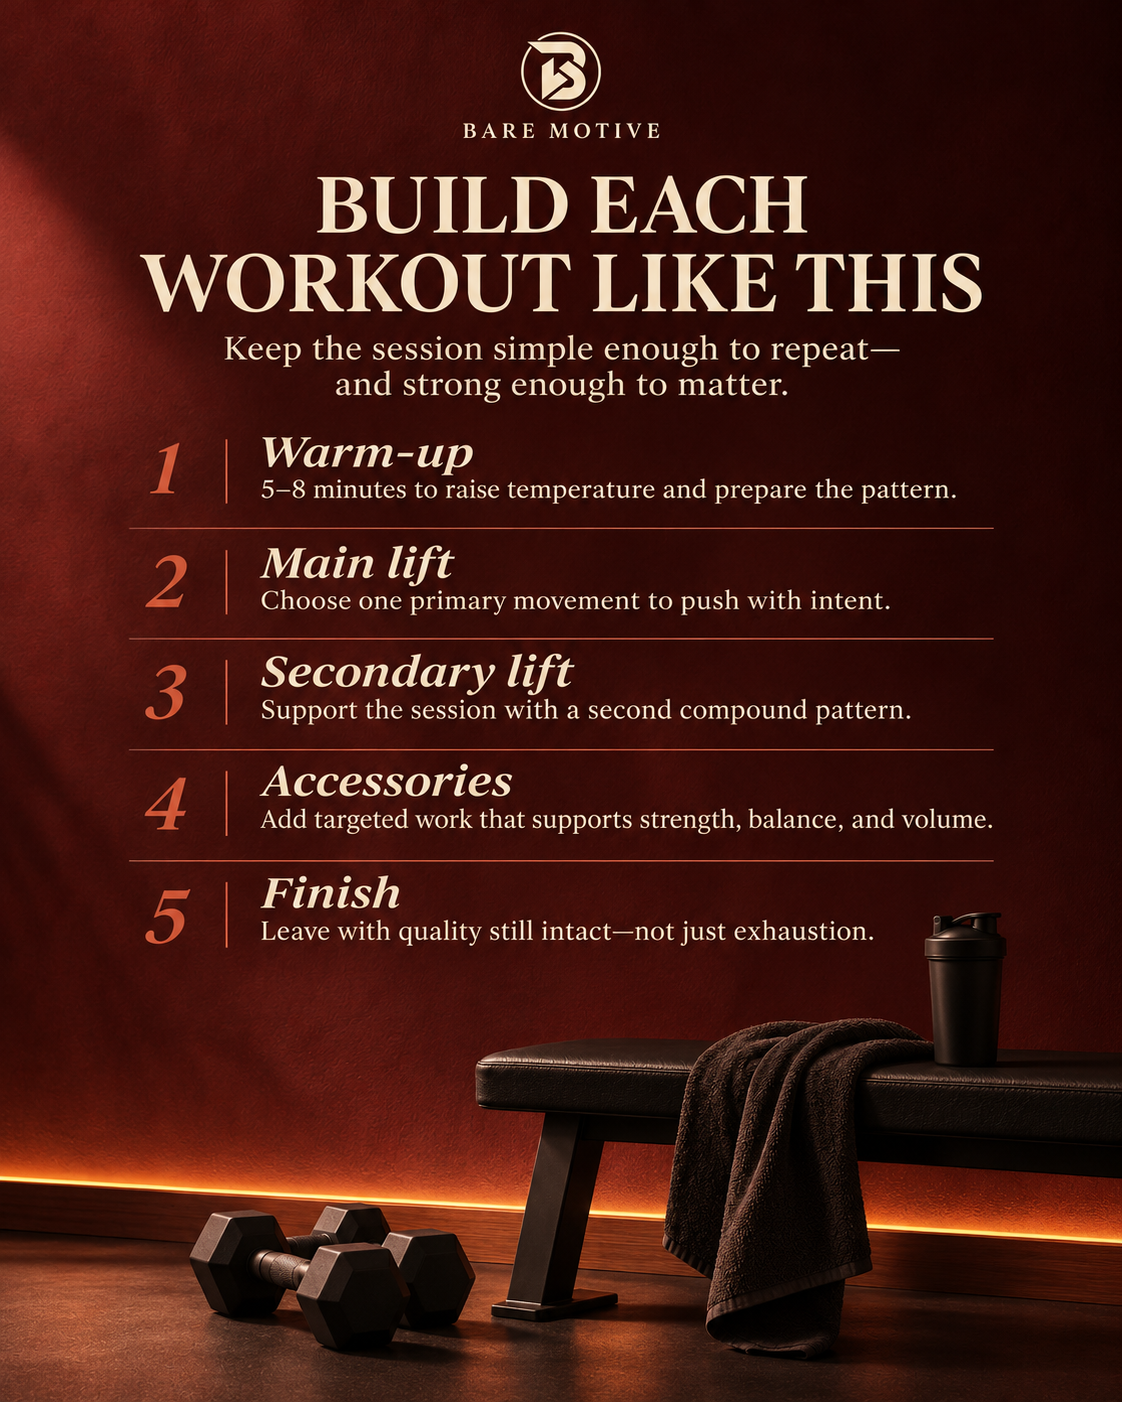 BARE MOTIVE
BUILD EACH
WORKOUT LIKE THIS
Keep the session simple enough to repeat—
and strong enough to matter.
1
Warm-up
5–8 minutes to raise temperature and prepare the pattern.
2
Main lift
Choose one primary movement to push with intent.
3
Secondary lift
Support the session with a second compound pattern.
4
Accessories
Add targeted work that supports strength, balance, and volume.
5
Finish
Leave with quality still intact—not just exhaustion.